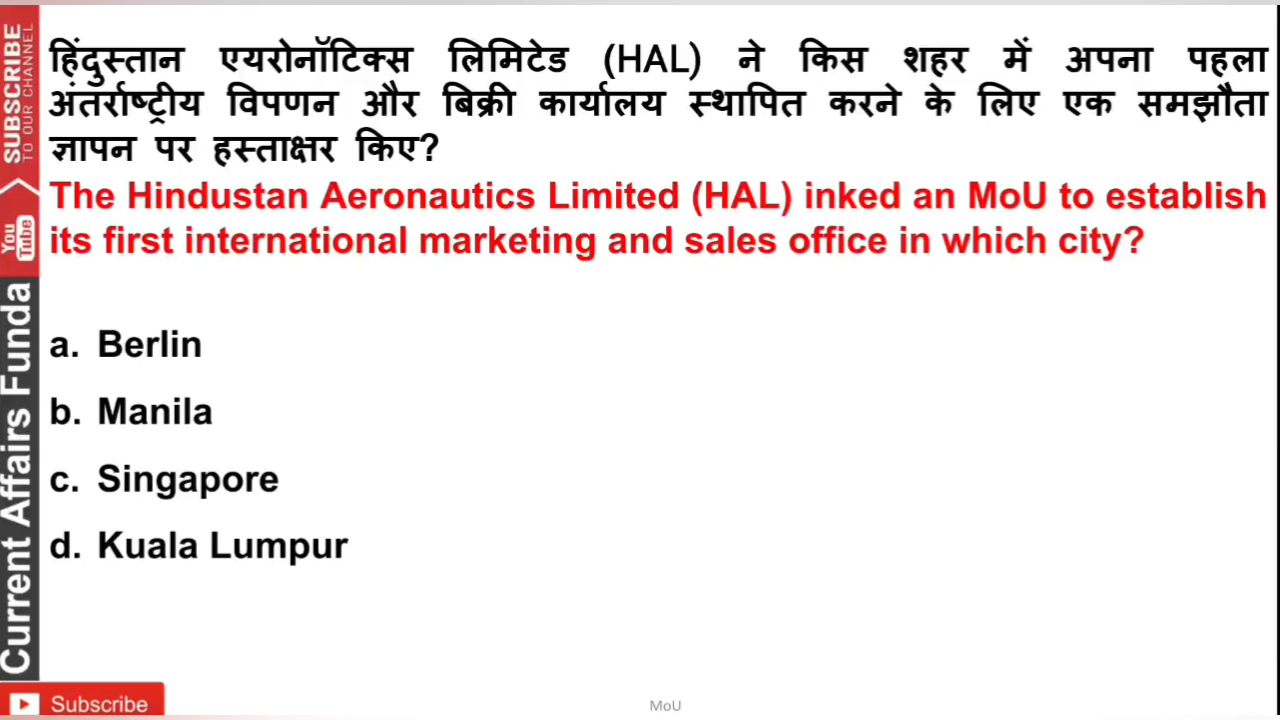 हिंदुस्तान एयरोनॉटिक्स लिमिटेड (HAL) ने किस शहर में अपना पहला
अंतर्राष्ट्रीय विपणन और बिक्री कार्यालय स्थापित करने के लिए एक समझौता
ज्ञापन पर हस्ताक्षर किए?
The Hindustan Aeronautics Limited (HAL) inked an MoU to establish
its first international marketing and sales office in which city?
a. Berlin
b. Manila
c. Singapore
d. Kuala Lumpur
SUBSCRIBE
TO OUR CHANNEL
You
Tube
Current Affairs Funda
Subscribe
MoU